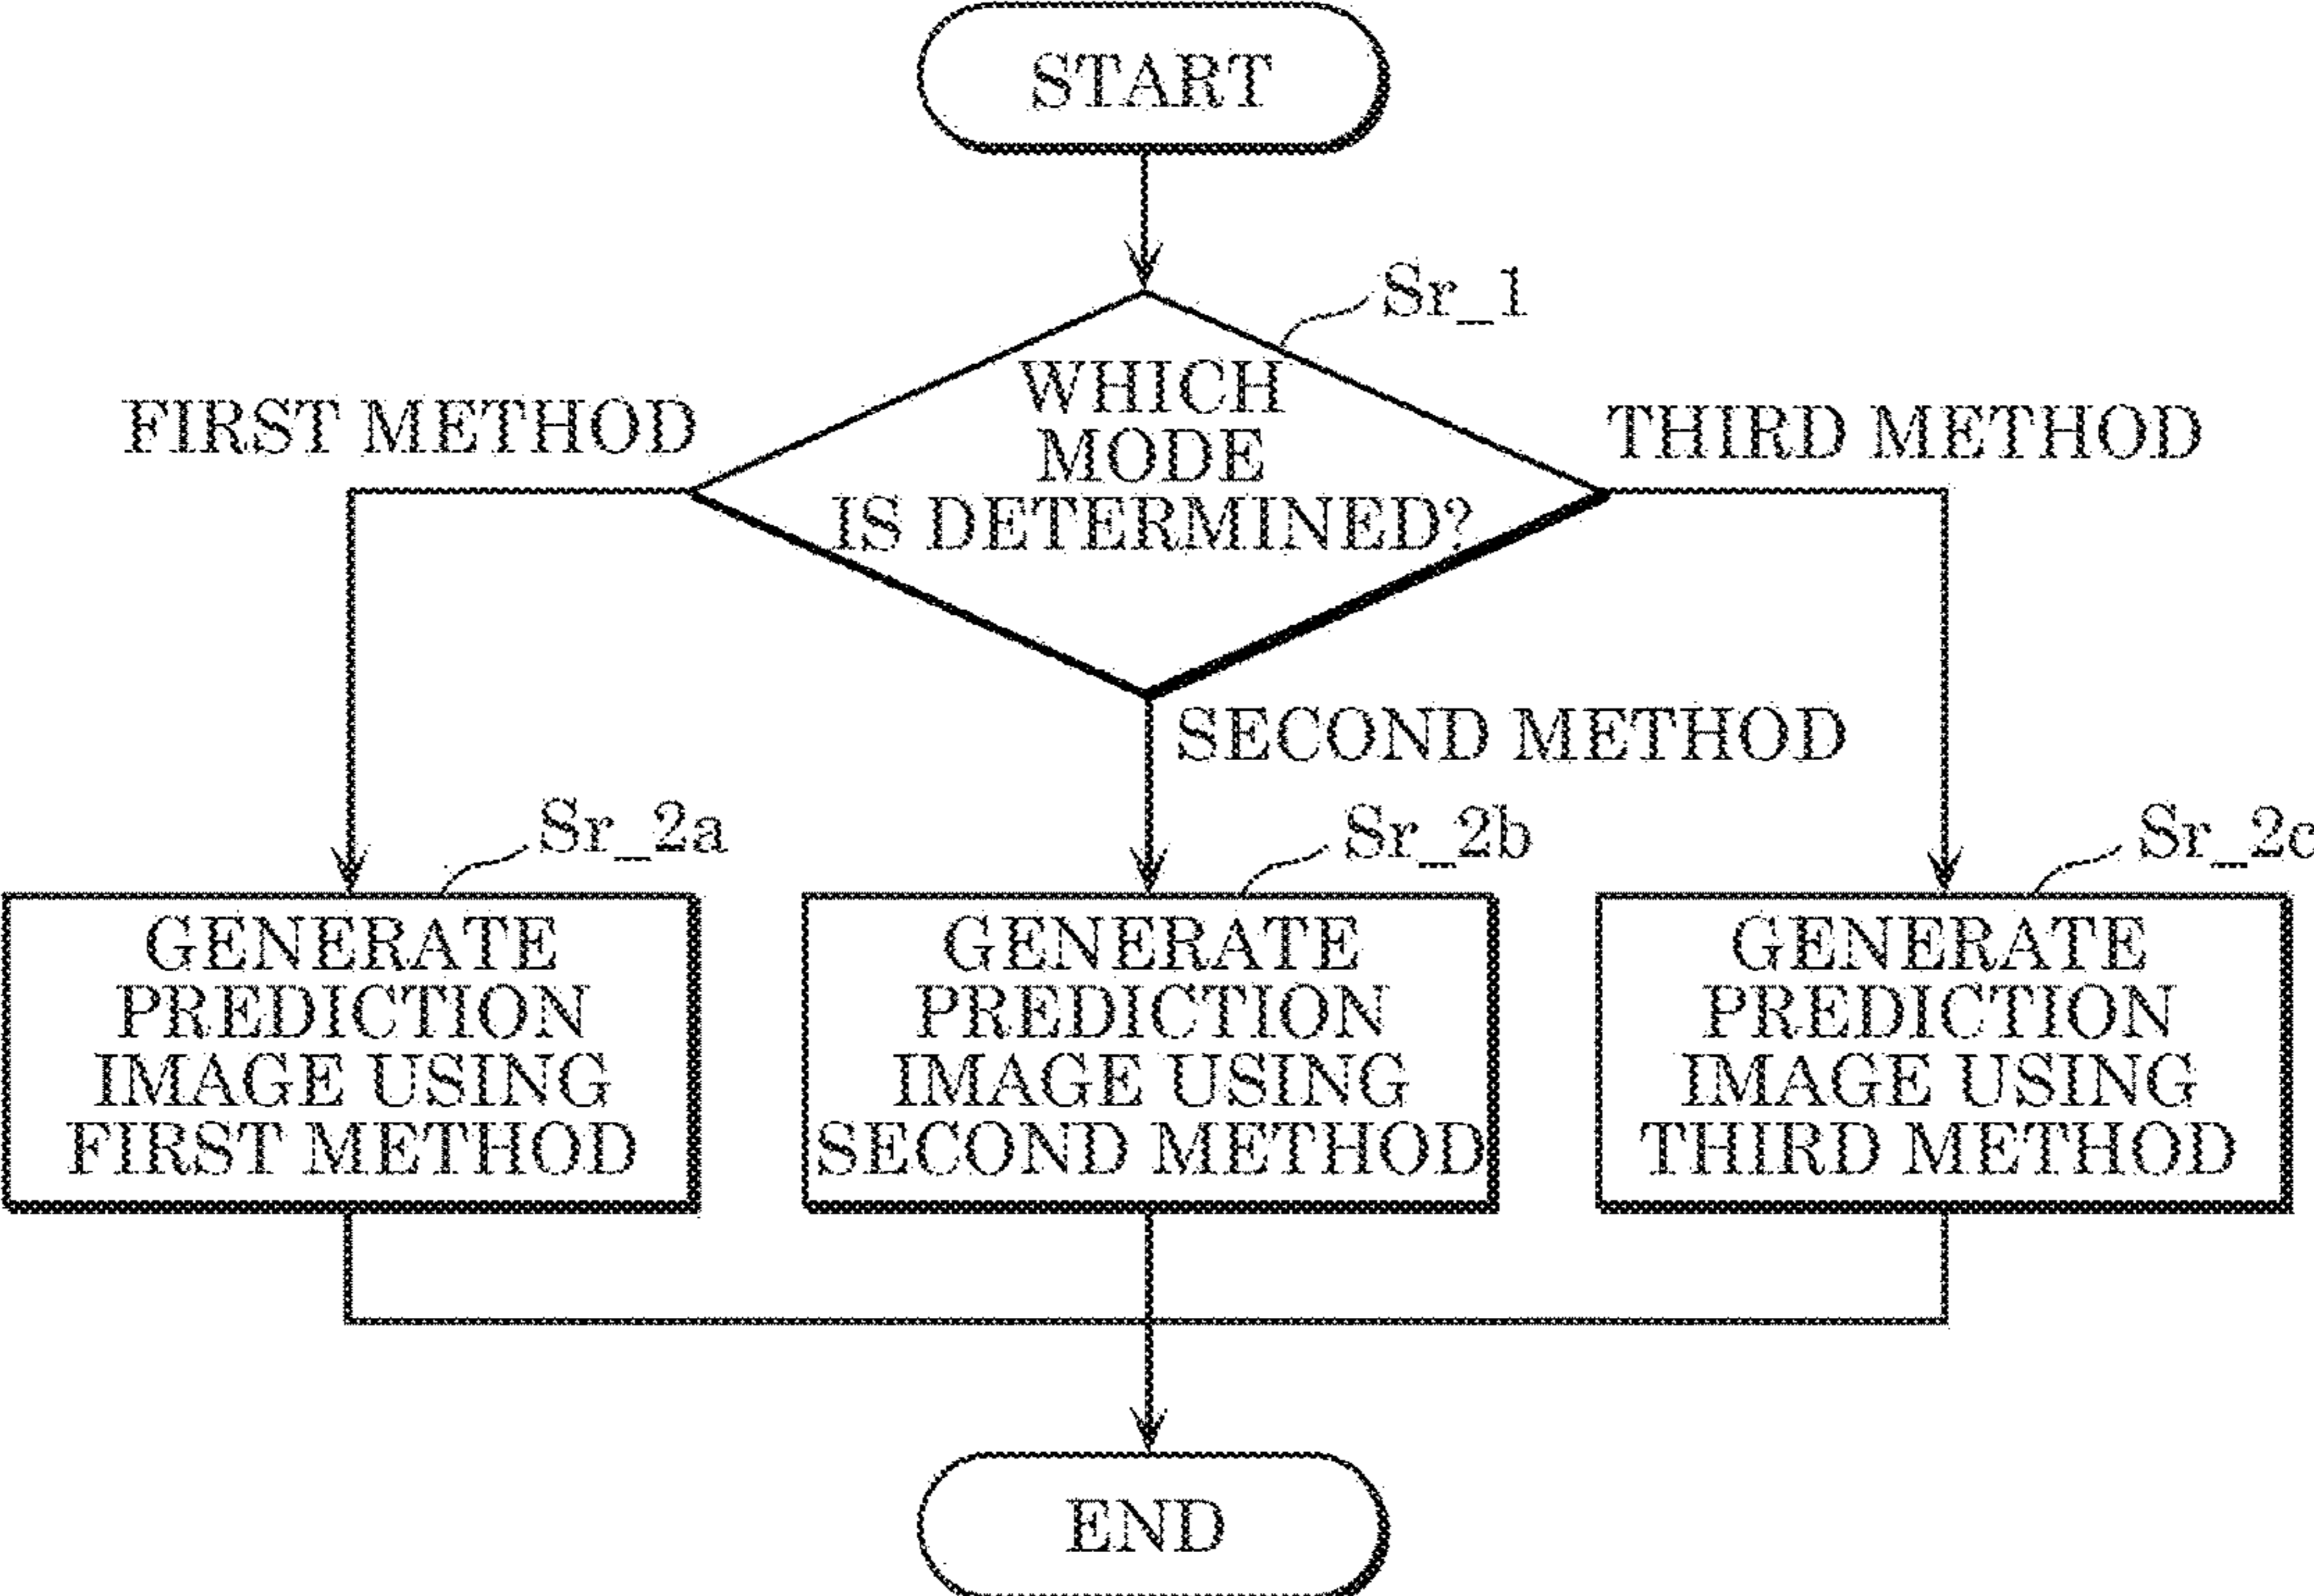 START
Sr_1
WHICH
MODE
IS DETERMINED?
FIRST METHOD
THIRD METHOD
SECOND METHOD
Sr_2a
GENERATE
PREDICTION
IMAGE USING
FIRST METHOD
Sr_2b
GENERATE
PREDICTION
IMAGE USING
SECOND METHOD
Sr_2c
GENERATE
PREDICTION
IMAGE USING
THIRD METHOD
END